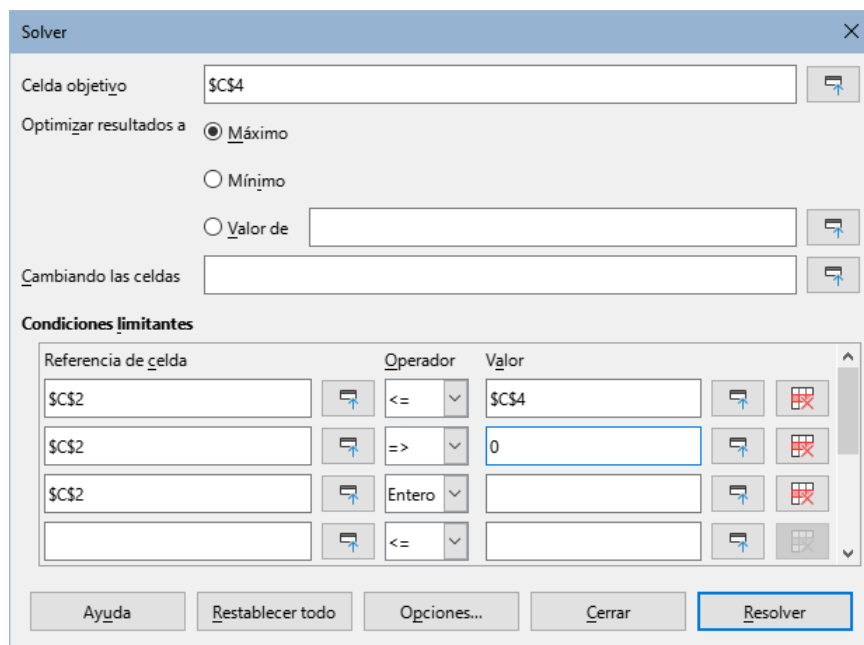 Solver
Celda objetivo $C$4
Optimizar resultados a Máximo
Mínimo
Valor de
Cambiando las celdas
Condiciones limitantes
Referencia de celda Operador Valor
$C$2 <= $C$4
$C$2 => 0
$C$2 Entero
<=
Ayuda Restablecer todo Opciones... Cerrar Resolver